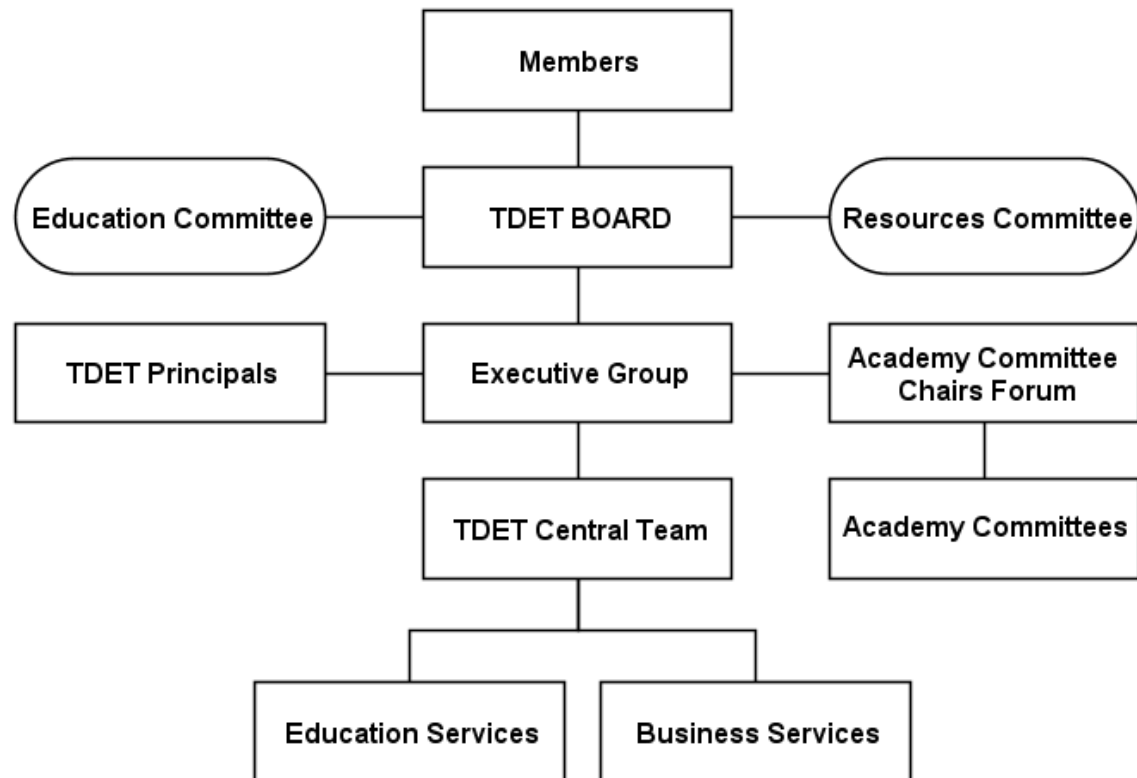 Members
Education Committee
TDET BOARD
Resources Committee
TDET Principals
Executive Group
Academy Committee
Chairs Forum
TDET Central Team
Academy Committees
Education Services
Business Services